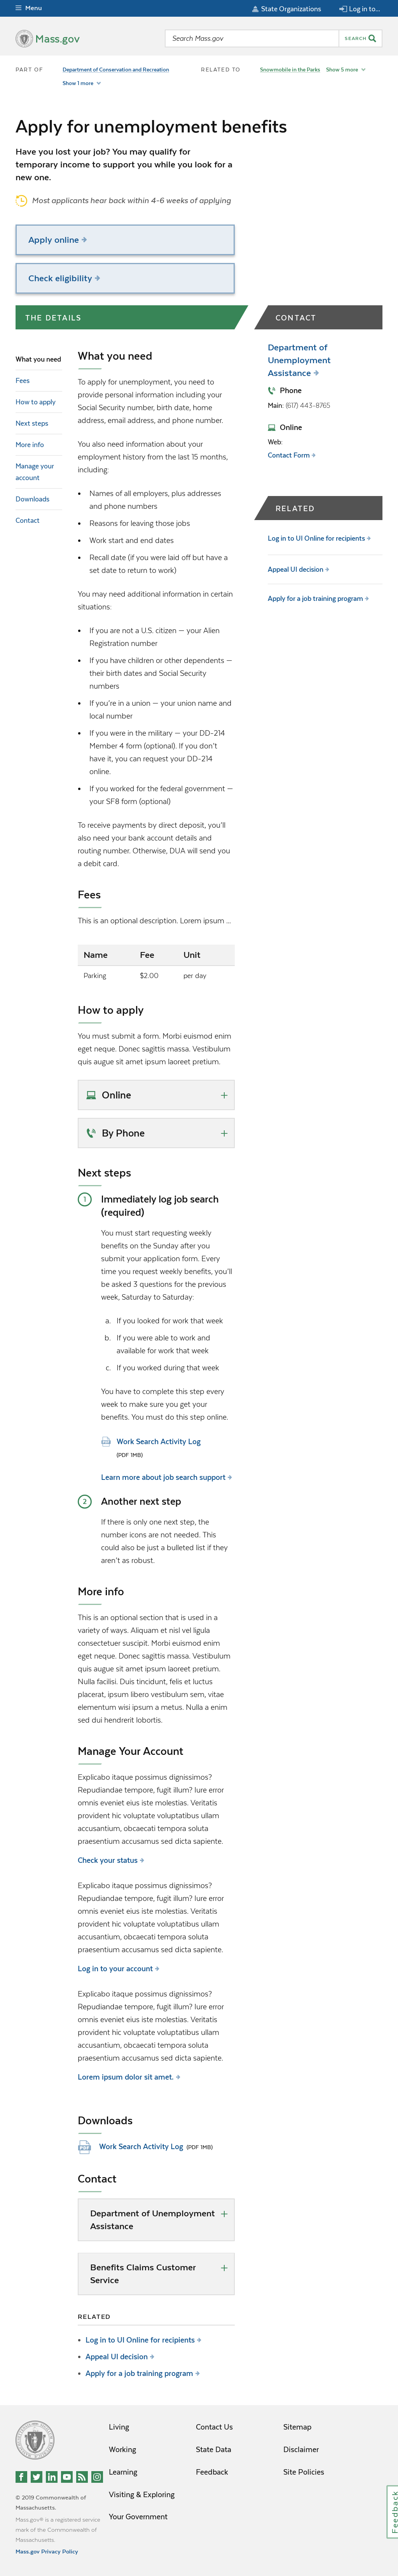 Menu
State Organizations
Log in to...
Mass.gov
Search Mass.gov
SEARCH
PART OF
Department of Conservation and Recreation
Show 1 more
RELATED TO
Snowmobile in the Parks
Show 5 more
Apply for unemployment benefits
Have you lost your job? You may qualify for
temporary income to support you while you look for a
new one.
Most applicants hear back within 4-6 weeks of applying
Apply online
Check eligibility
THE DETAILS
What you need
Fees
How to apply
Next steps
More info
Manage your
account
Downloads
Contact
What you need
To apply for unemployment, you need to
provide personal information including your
Social Security number, birth date, home
address, email address, and phone number.
You also need information about your
employment history from the last 15 months,
including:
• Names of all employers, plus addresses
and phone numbers
• Reasons for leaving those jobs
• Work start and end dates
• Recall date (if you were laid off but have a
set date to return to work)
You may need additional information in certain
situations:
• If you are not a U.S. citizen — your Alien
Registration number
• If you have children or other dependents —
their birth dates and Social Security
numbers
• If you're in a union — your union name and
local number
• If you were in the military — your DD-214
Member 4 form (optional). If you don't
have it, you can request your DD-214
online.
• If you worked for the federal government —
your SF8 form (optional)
To receive payments by direct deposit, you'll
also need your bank account details and
routing number. Otherwise, DUA will send you
a debit card.
Fees
This is an optional description. Lorem ipsum ...
Name Fee Unit
Parking $2.00 per day
How to apply
You must submit a form. Morbi euismod enim
eget neque. Donec sagittis massa. Vestibulum
quis augue sit amet ipsum laoreet pretium.
Online
By Phone
Next steps
1 Immediately log job search
(required)
You must start requesting weekly
benefits on the Sunday after you
submit your application form. Every
time you request weekly benefits, you'll
be asked 3 questions for the previous
week, Saturday to Saturday:
a. If you looked for work that week
b. If you were able to work and
available for work that week
c. If you worked during that week
You have to complete this step every
week to make sure you get your
benefits. You must do this step online.
Work Search Activity Log
(PDF 1MB)
Learn more about job search support
2 Another next step
If there is only one next step, the
number icons are not needed. This
could also be just a bulleted list if they
aren't as robust.
More info
This is an optional section that is used in a
variety of ways. Aliquam et nisl vel ligula
consectetuer suscipit. Morbi euismod enim
eget neque. Donec sagittis massa. Vestibulum
quis augue sit amet ipsum laoreet pretium.
Nulla facilisi. Duis tincidunt, felis et luctus
placerat, ipsum libero vestibulum sem, vitae
elementum wisi ipsum a metus. Nulla a enim
sed dui hendrerit lobortis.
Manage Your Account
Explicabo itaque possimus dignissimos?
Repudiandae tempore, fugit illum? Iure error
omnis eveniet eius iste molestias. Veritatis
provident hic voluptate voluptatibus ullam
accusantium, obcaecati tempora soluta
praesentium accusamus sed dicta sapiente.
Check your status
Explicabo itaque possimus dignissimos?
Repudiandae tempore, fugit illum? Iure error
omnis eveniet eius iste molestias. Veritatis
provident hic voluptate voluptatibus ullam
accusantium, obcaecati tempora soluta
praesentium accusamus sed dicta sapiente.
Log in to your account
Explicabo itaque possimus dignissimos?
Repudiandae tempore, fugit illum? Iure error
omnis eveniet eius iste molestias. Veritatis
provident hic voluptate voluptatibus ullam
accusantium, obcaecati tempora soluta
praesentium accusamus sed dicta sapiente.
Lorem ipsum dolor sit amet.
Downloads
Work Search Activity Log (PDF 1MB)
Contact
Department of Unemployment
Assistance
Benefits Claims Customer
Service
RELATED
• Log in to UI Online for recipients
• Appeal UI decision
• Apply for a job training program
CONTACT
Department of
Unemployment
Assistance
Phone
Main: (617) 443-8765
Online
Web:
Contact Form
RELATED
Log in to UI Online for recipients
Appeal UI decision
Apply for a job training program
© 2019 Commonwealth of
Massachusetts.
Mass.gov® is a registered service
mark of the Commonwealth of
Massachusetts.
Mass.gov Privacy Policy
Living
Working
Learning
Visiting & Exploring
Your Government
Contact Us
State Data
Feedback
Sitemap
Disclaimer
Site Policies
Feedback